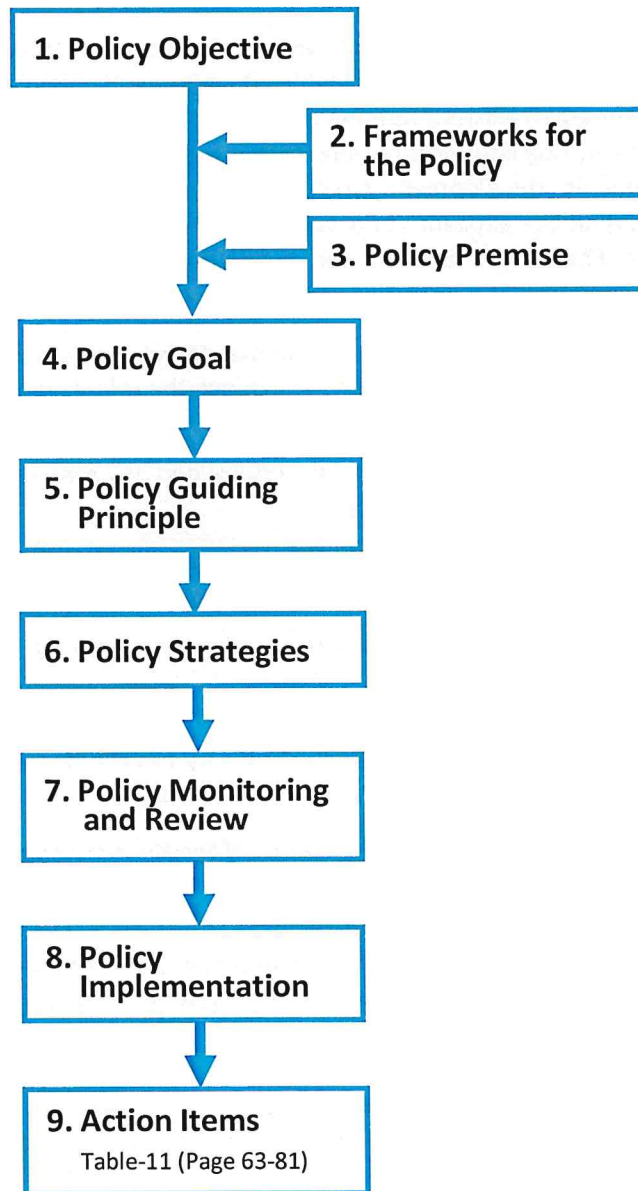 1. Policy Objective
2. Frameworks for
the Policy
3. Policy Premise
4. Policy Goal
5. Policy Guiding
Principle
6. Policy Strategies
7. Policy Monitoring
and Review
8. Policy
Implementation
9. Action Items
Table-11 (Page 63-81)